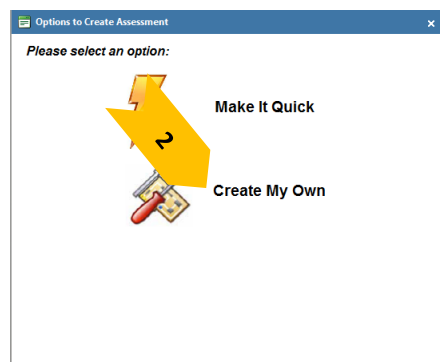 Options to Create Assessment
Please select an option:
Make It Quick
2
Create My Own